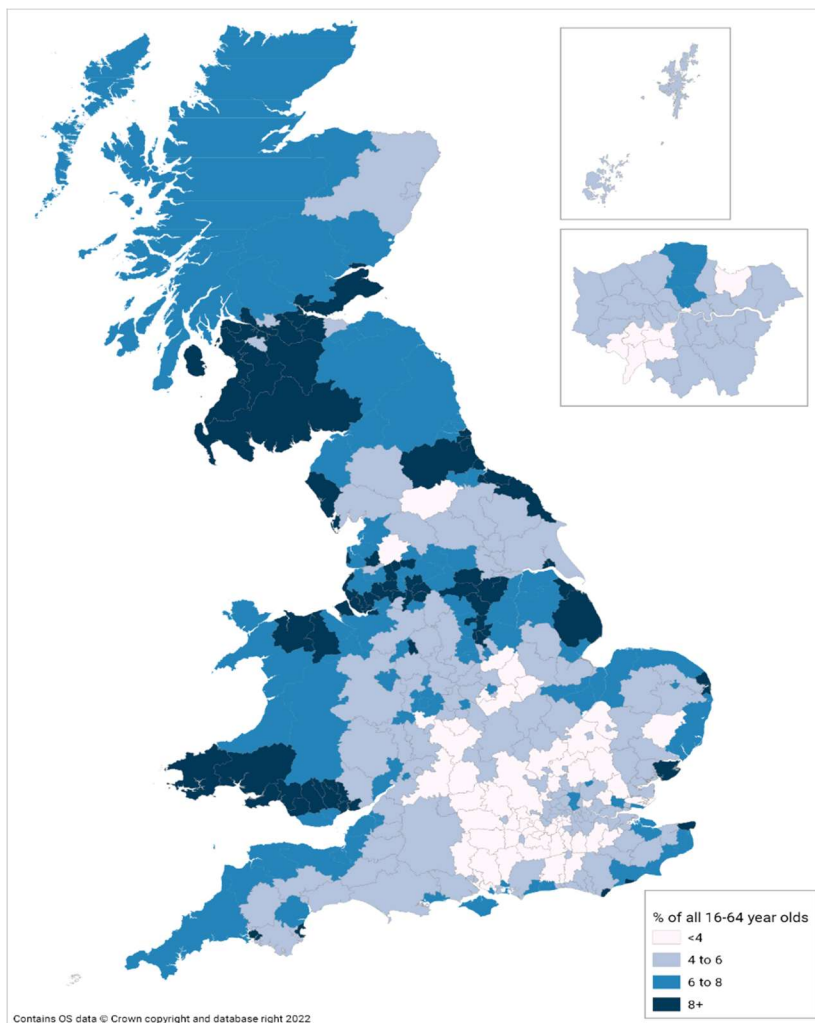 % of all 16-64 year olds
<4
4 to 6
6 to 8
8+
Contains OS data © Crown copyright and database right 2022